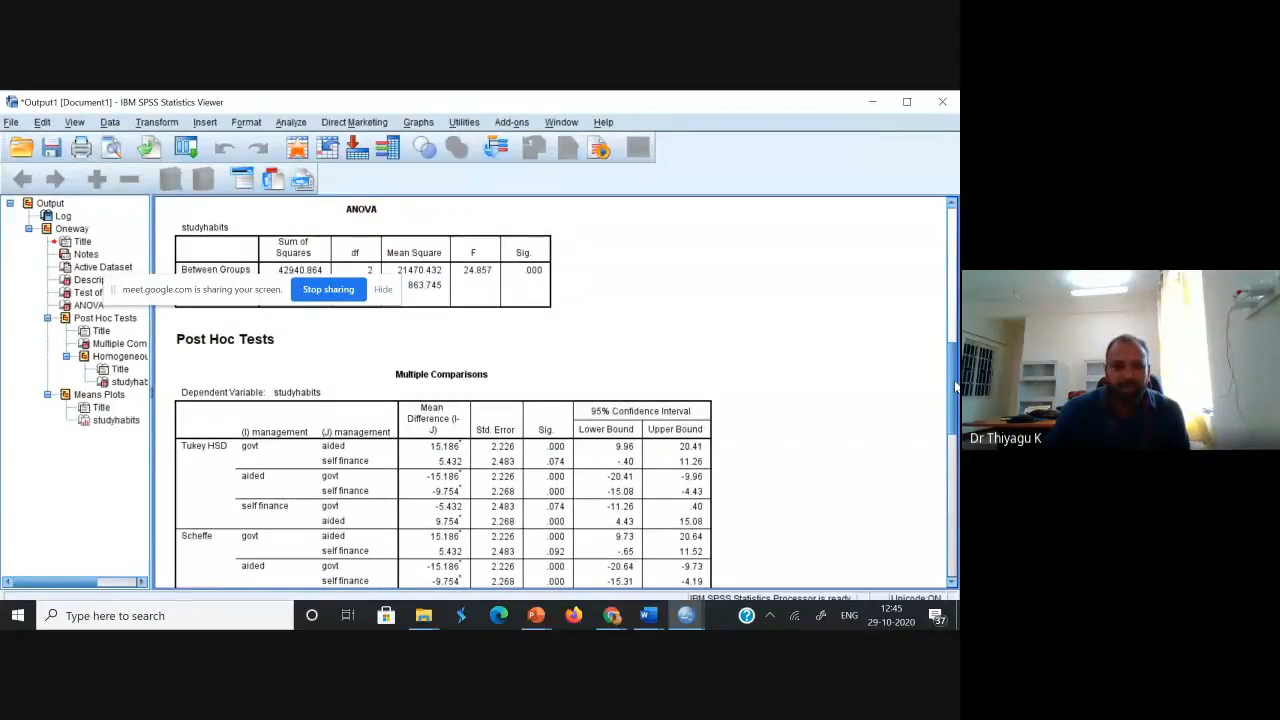 *Output1 [Document1] - IBM SPSS Statistics Viewer
File Edit View Data Transform Insert Format Analyze Direct Marketing Graphs Utilities Add-ons Window Help
Output
Log
Oneway
Title
Notes
Active Dataset
Descri
Test of
ANOVA
Post Hoc Tests
Title
Multiple Com
Homogeneou
Title
studyhab
Means Plots
Title
studyhabits
ANOVA
studyhabits
Sum of Squares df Mean Square F Sig.
Between Groups 42940.864 2 21470.432 24.857 .000
863.745
meet.google.com is sharing your screen. Stop sharing Hide
Post Hoc Tests
Multiple Comparisons
Dependent Variable: studyhabits
(I) management (J) management Mean Difference (I-J) Std. Error Sig. 95% Confidence Interval
Lower Bound Upper Bound
Tukey HSD govt aided 15.186* 2.226 .000 9.96 20.41
self finance 5.432 2.483 .074 -.40 11.26
aided govt -15.186* 2.226 .000 -20.41 -9.96
self finance -9.754* 2.268 .000 -15.08 -4.43
self finance govt -5.432 2.483 .074 -11.26 .40
aided 9.754* 2.268 .000 4.43 15.08
Scheffe govt aided 15.186* 2.226 .000 9.73 20.64
self finance 5.432 2.483 .092 -.65 11.52
aided govt -15.186* 2.226 .000 -20.64 -9.73
self finance -9.754* 2.268 .000 -15.31 -4.19
IBM SPSS Statistics Processor is ready Unicode:ON
Type here to search
ENG
12:45
29-10-2020
37
Dr Thiyagu K